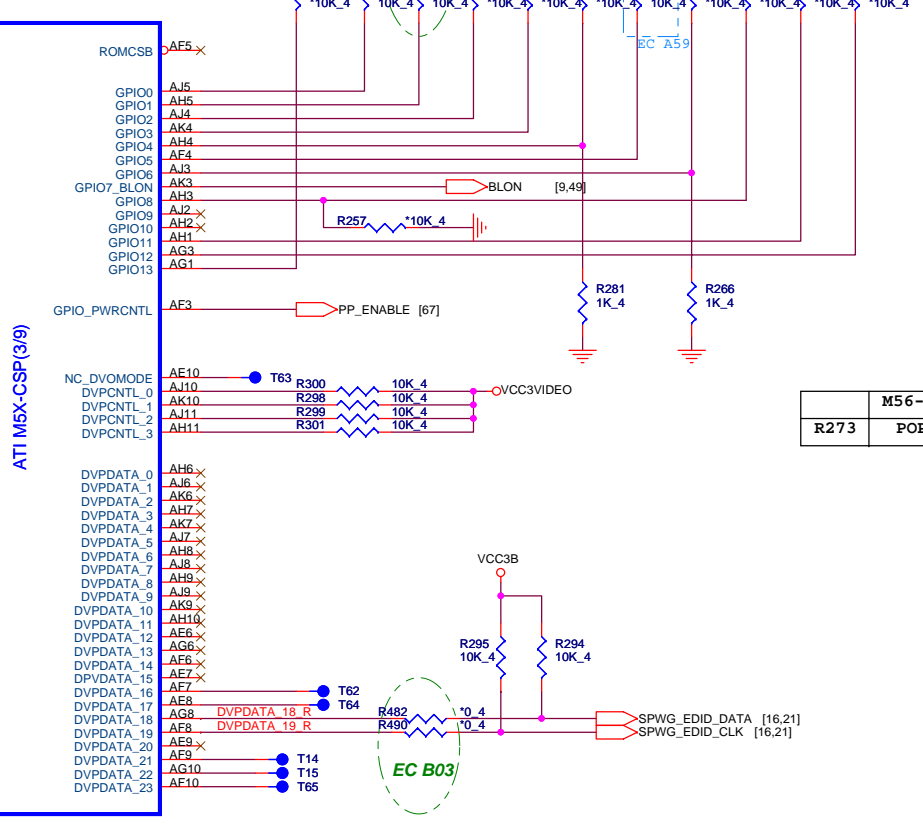 *10K_4 *10K_4 10K_4 *10K_4 *10K_4 *10K_4 10K_4 *10K_4 *10K_4 *10K_4 *10K_4
EC A59
ROMCSB AF5
GPIO0 AJ5
GPIO1 AH5
GPIO2 AJ4
GPIO3 AK4
GPIO4 AH4
GPIO5 AF4
GPIO6 AJ3
GPIO7_BLON AK3 BLON [9,49]
GPIO8 AH3
GPIO9 AJ2
GPIO10 AH2 R257 *10K_4
GPIO11 AH1
GPIO12 AG3
GPIO13 AG1
R281 1K_4
R266 1K_4
GPIO_PWRCNTL AF3 PP_ENABLE [67]
ATI M5X-CSP(3/9)
NC_DVOMODE AE10 T63
DVPCNTL_0 AJ10 R300 10K_4 VCC3VIDEO
DVPCNTL_1 AK10 R298 10K_4
DVPCNTL_2 AJ11 R299 10K_4
DVPCNTL_3 AH11 R301 10K_4
M56-
R273
DVPDATA_0 AH6
DVPDATA_1 AJ6
DVPDATA_2 AK6
DVPDATA_3 AH7
DVPDATA_4 AK7
DVPDATA_5 AJ7
DVPDATA_6 AH8
DVPDATA_7 AJ8
DVPDATA_8 AH9
DVPDATA_9 AJ9
DVPDATA_10 AK9
DVPDATA_11 AH10
DVPDATA_12 AE6
DVPDATA_13 AG6
DVPDATA_14 AF6
DPVDATA_15 AE7
DVPDATA_16 AF7 T62
DVPDATA_17 AE8 T64
DVPDATA_18 AG8 DVPDATA_18_R R482 *0_4 SPWG_EDID_DATA [16,21]
DVPDATA_19 AF8 DVPDATA_19_R R490 *0_4 SPWG_EDID_CLK [16,21]
DVPDATA_20 AE9
DVPDATA_21 AF9 T14
DVPDATA_22 AG10 T15
DVPDATA_23 AF10 T65
VCC3B
R295 10K_4
R294 10K_4
EC B03